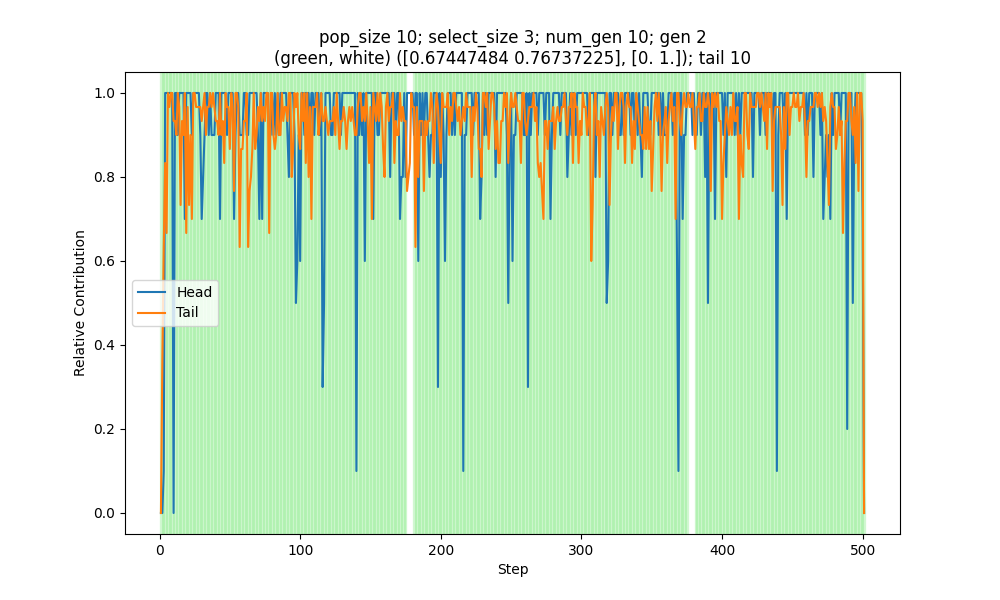 pop_size 10; select_size 3; num_gen 10; gen 2
(green, white) ([0.67447484 0.76737225], [0. 1.]); tail 10
1.0
0.8
0.6
0.4
0.2
0.0
Relative Contribution
Head
Tail
0
100
200
300
400
500
Step